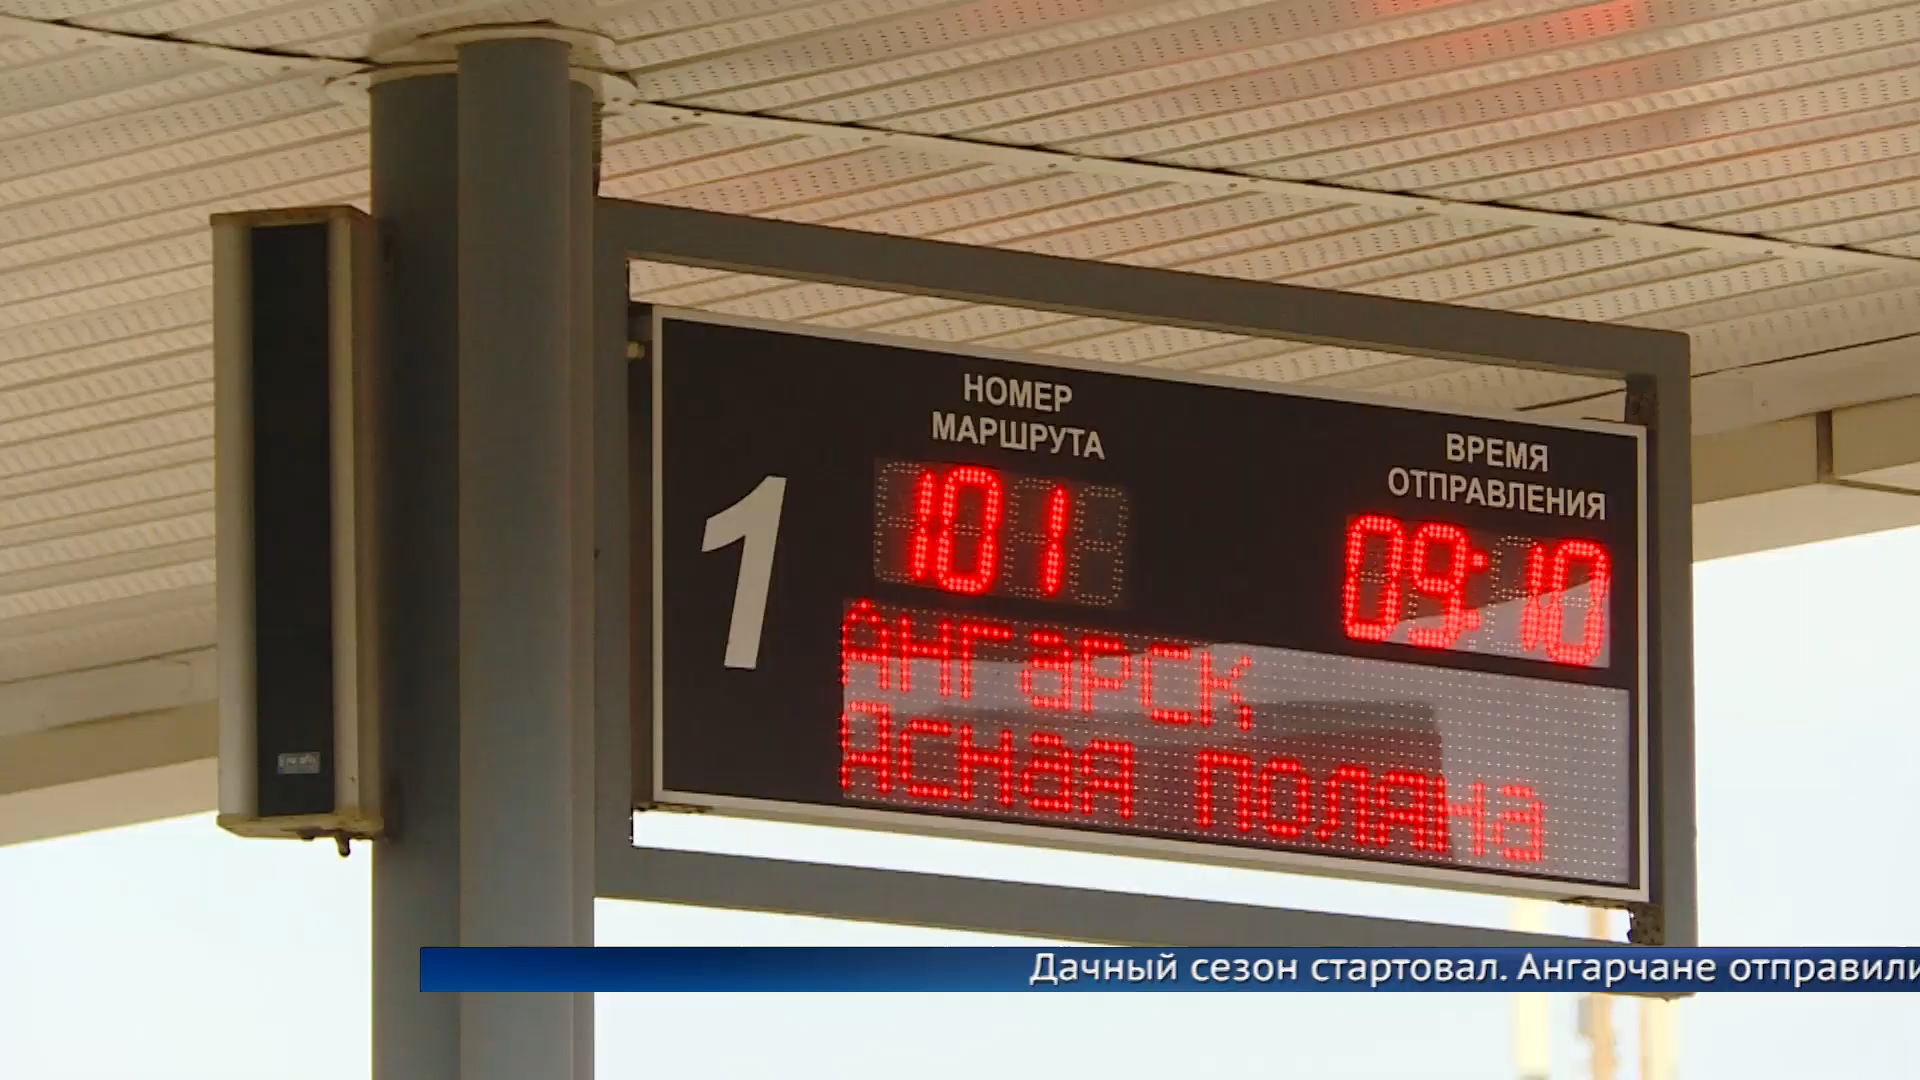 1
НОМЕР
МАРШРУТА
101
ВРЕМЯ
ОТПРАВЛЕНИЯ
09:10
Ангарск,
Ясная поляна
Дачный сезон стартовал. Ангарчане отправили